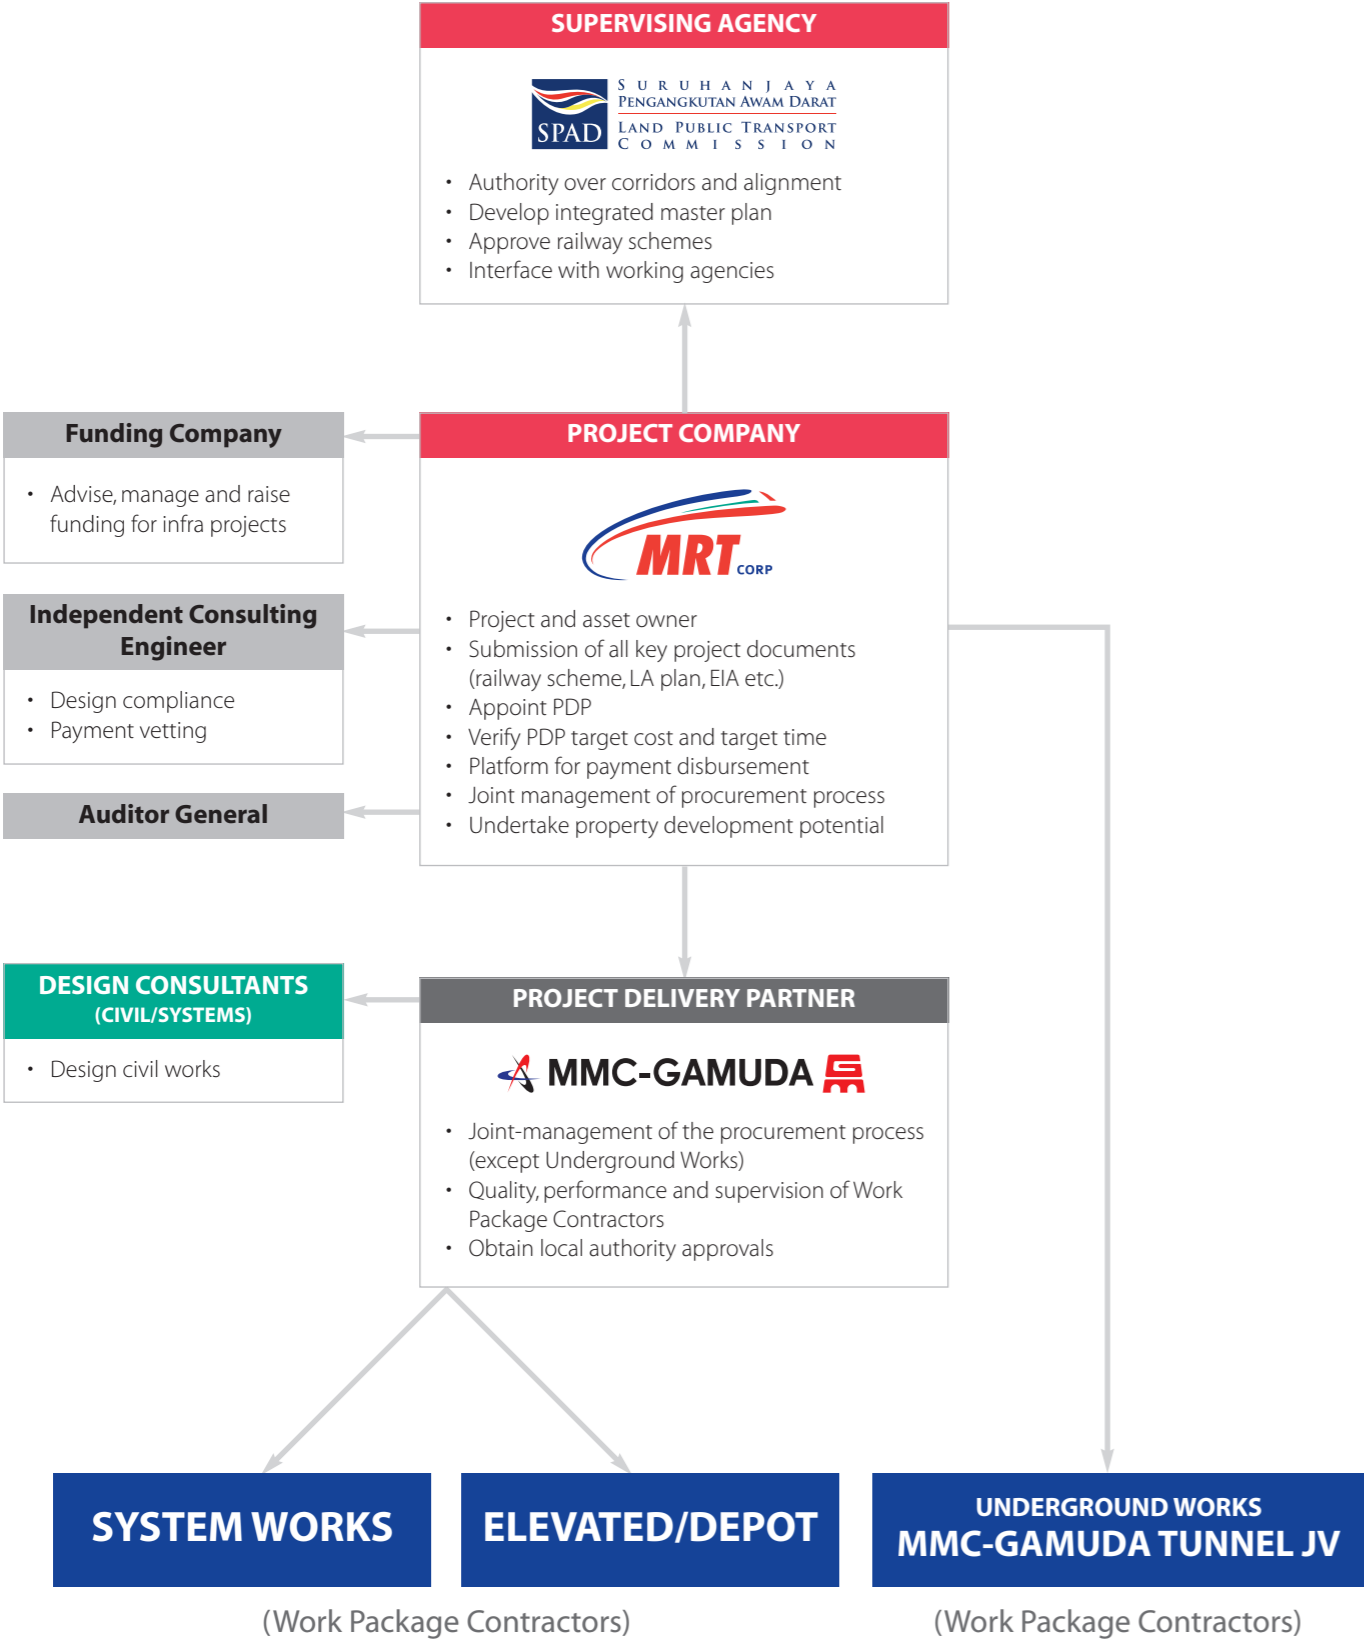 SUPERVISING AGENCY
SPAD
SURUHANJAYA
PENGANGKUTAN AWAM DARAT
LAND PUBLIC TRANSPORT
COMMISSION
• Authority over corridors and alignment
• Develop integrated master plan
• Approve railway schemes
• Interface with working agencies
Funding Company
• Advise, manage and raise
funding for infra projects
Independent Consulting
Engineer
• Design compliance
• Payment vetting
Auditor General
PROJECT COMPANY
MRT CORP
• Project and asset owner
• Submission of all key project documents
(railway scheme, LA plan, EIA etc.)
• Appoint PDP
• Verify PDP target cost and target time
• Platform for payment disbursement
• Joint management of procurement process
• Undertake property development potential
DESIGN CONSULTANTS
(CIVIL/SYSTEMS)
• Design civil works
PROJECT DELIVERY PARTNER
MMC-GAMUDA G
• Joint-management of the procurement process
(except Underground Works)
• Quality, performance and supervision of Work
Package Contractors
• Obtain local authority approvals
SYSTEM WORKS
ELEVATED/DEPOT
(Work Package Contractors)
UNDERGROUND WORKS
MMC-GAMUDA TUNNEL JV
(Work Package Contractors)